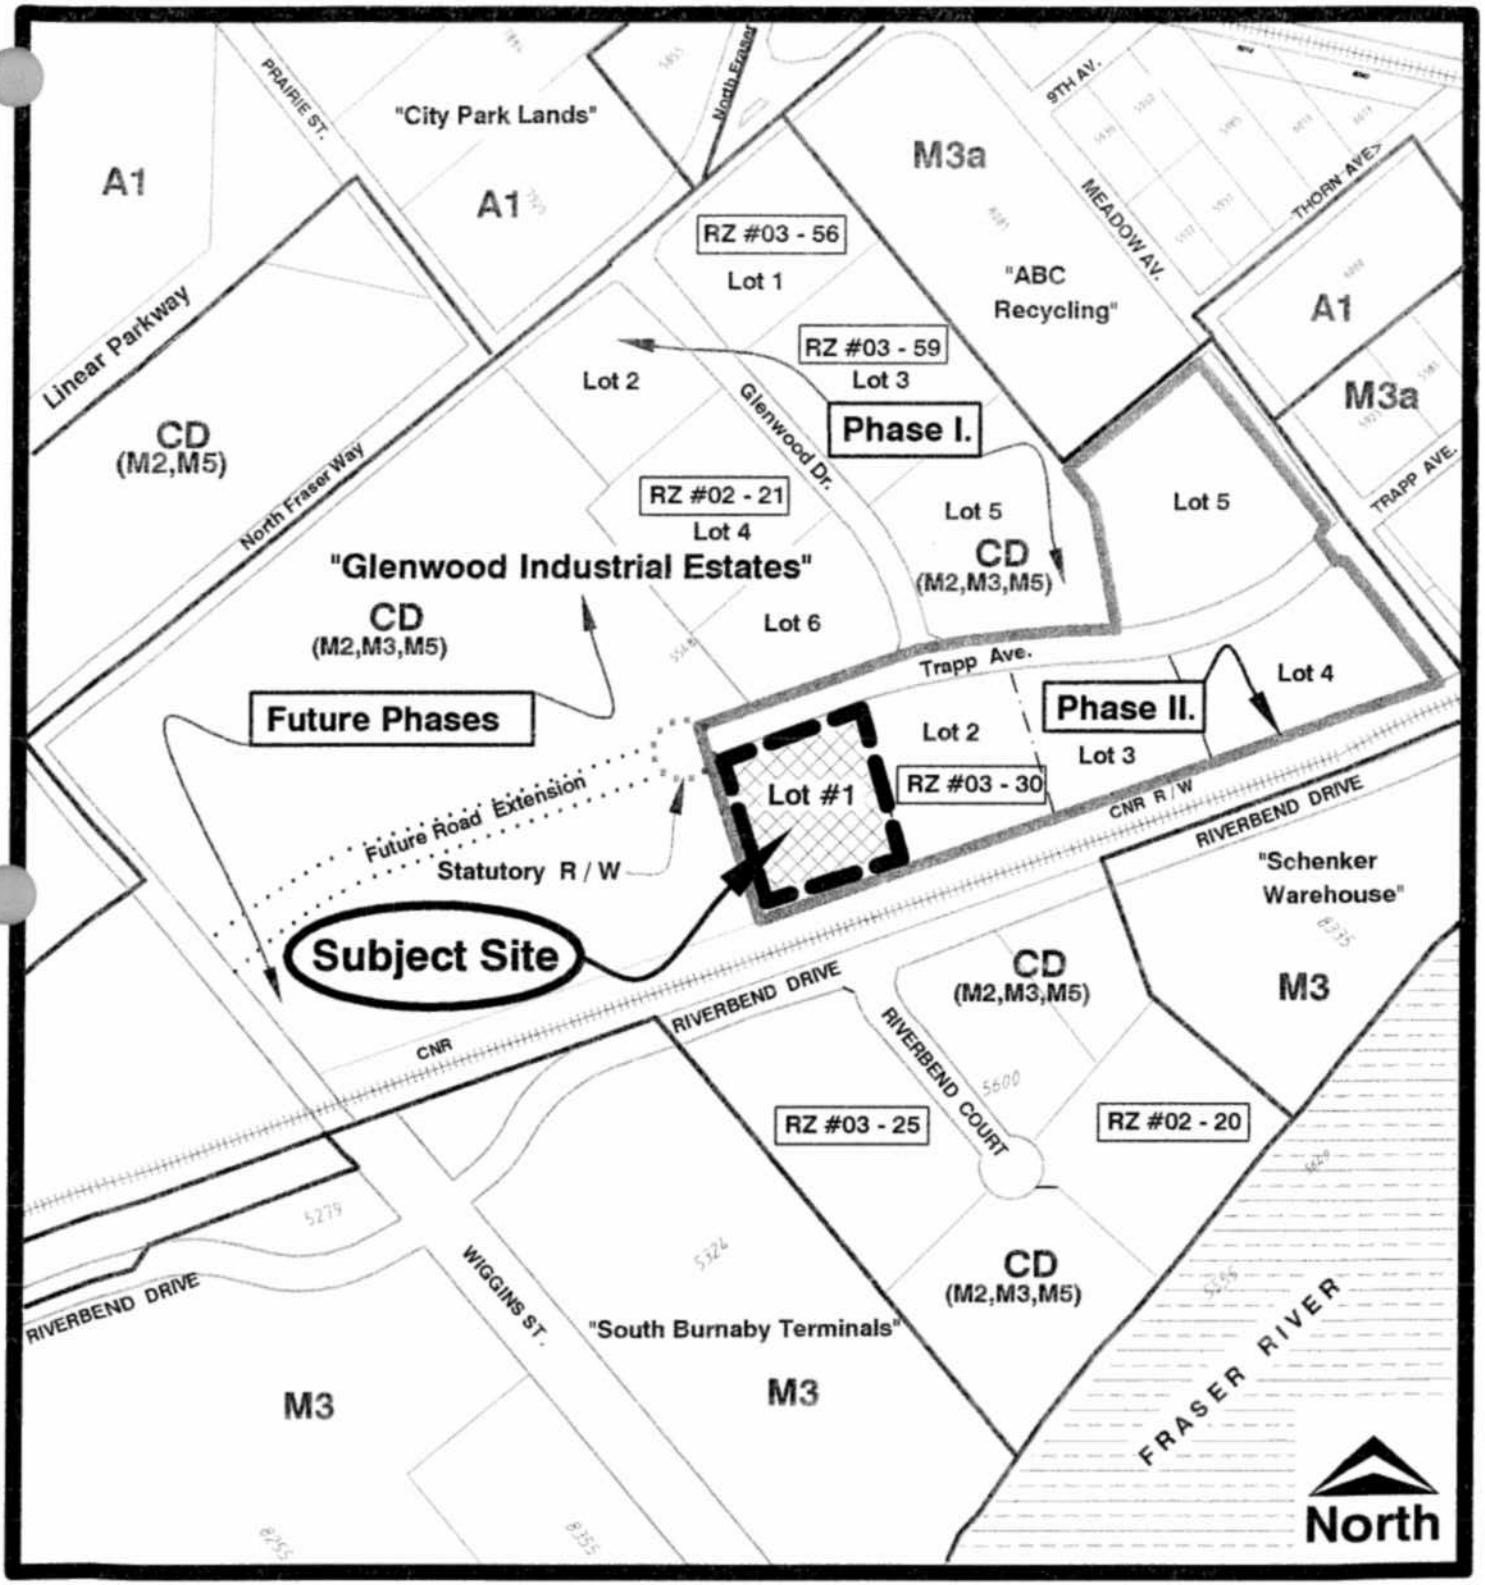 PRAIRIE ST.
"City Park Lands"
5855
North Fraser
9TH AV.
A1
A1
M3a
MEADOW AV.
THORN AVE>
RZ #03 - 56
Lot 1
"ABC
Recycling"
A1
Linear Parkway
RZ #03 - 59
Lot 3
Lot 2
Glenwood Dr.
Phase I.
M3a
CD
(M2,M5)
North Fraser Way
RZ #02 - 21
Lot 4
Lot 5
Lot 5
TRAPP AVE.
"Glenwood Industrial Estates"
CD
(M2,M3,M5)
CD
(M2,M3,M5)
Lot 6
Trapp Ave.
Lot 4
Future Phases
Phase II.
Lot 2
Lot 3
RZ #03 - 30
Lot #1
CNR R / W
RIVERBEND DRIVE
Future Road Extension
Statutory R / W
"Schenker
Warehouse"
8335
Subject Site
CD
(M2,M3,M5)
M3
RIVERBEND DRIVE
CNR
RIVERBEND COURT
5600
RZ #03 - 25
RZ #02 - 20
5279
5324
WIGGINS ST.
RIVERBEND DRIVE
CD
(M2,M3,M5)
"South Burnaby Terminals"
FRASER RIVER
M3
M3
8255
8355
North